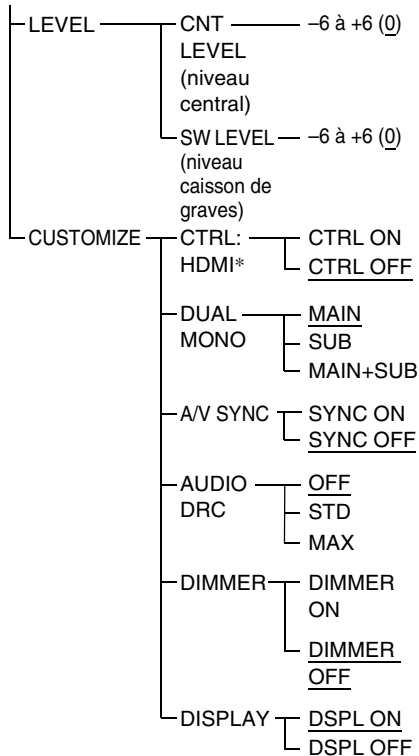 LEVEL
CNT LEVEL (niveau central)
–6 à +6 (0)
SW LEVEL (niveau caisson de graves)
–6 à +6 (0)
CUSTOMIZE
CTRL: HDMI*
CTRL ON
CTRL OFF
DUAL MONO
MAIN
SUB
MAIN+SUB
A/V SYNC
SYNC ON
SYNC OFF
AUDIO DRC
OFF
STD
MAX
DIMMER
DIMMER ON
DIMMER OFF
DISPLAY
DSPL ON
DSPL OFF